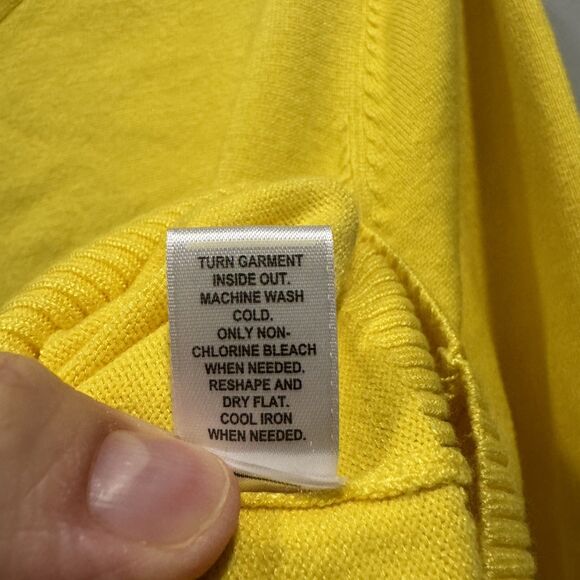 TURN GARMENT
INSIDE OUT.
MACHINE WASH
COLD.
ONLY NON-
CHLORINE BLEACH
WHEN NEEDED.
RESHAPE AND
DRY FLAT.
COOL IRON
WHEN NEEDED.